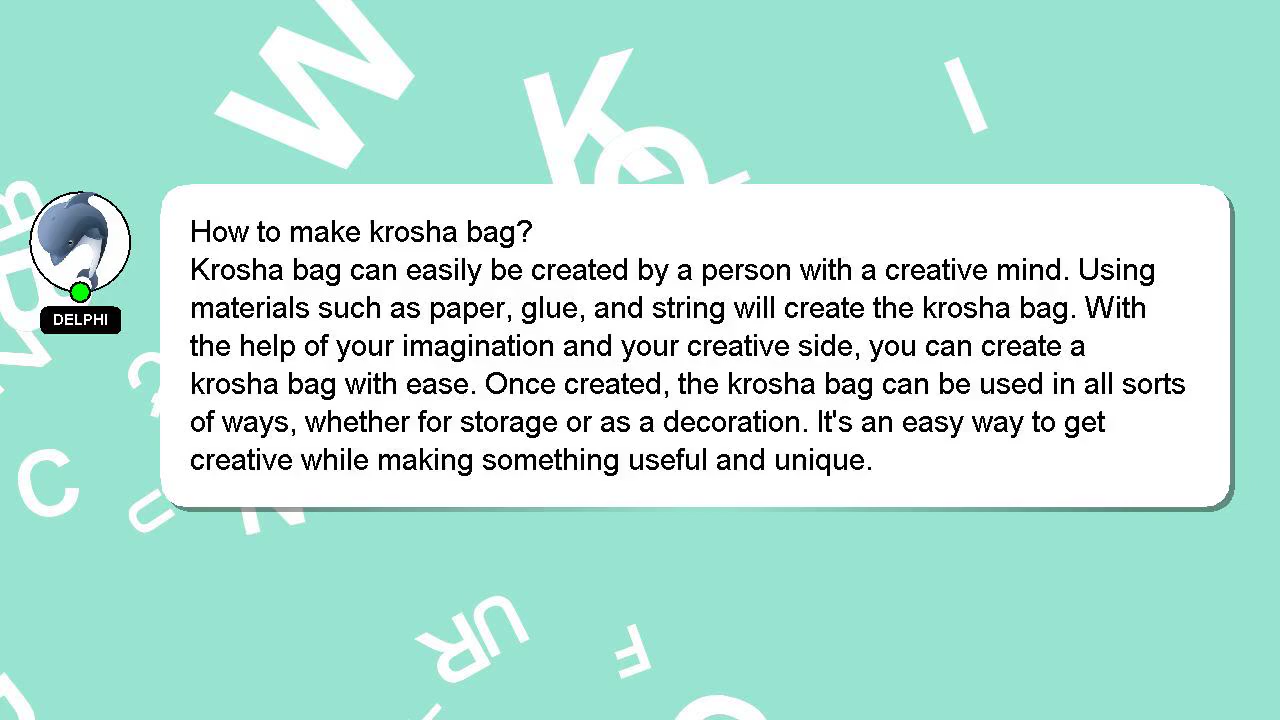 How to make krosha bag?
Krosha bag can easily be created by a person with a creative mind. Using
materials such as paper, glue, and string will create the krosha bag. With
the help of your imagination and your creative side, you can create a
krosha bag with ease. Once created, the krosha bag can be used in all sorts
of ways, whether for storage or as a decoration. It's an easy way to get
creative while making something useful and unique.
DELPHI
W
K
O
I
C
U
N
UR
F